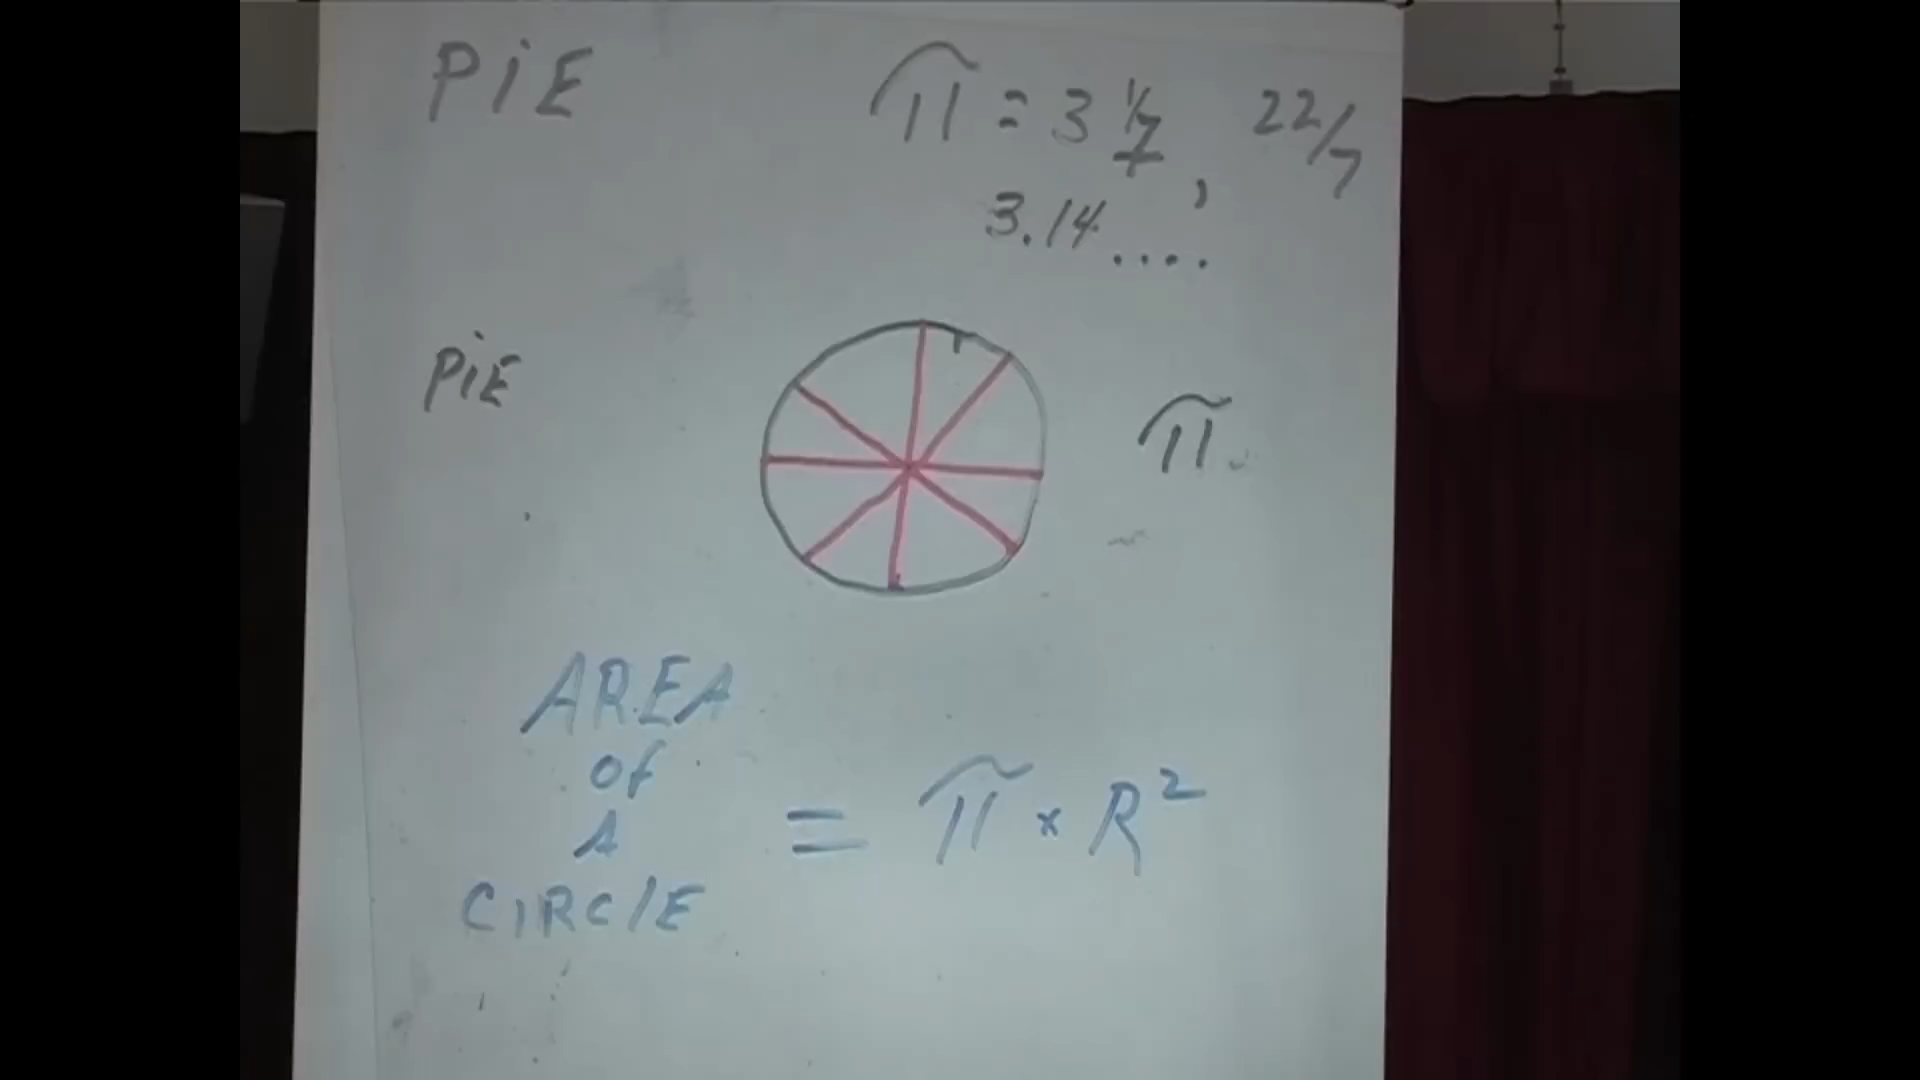 PiE π = 3 1/7, 22/7
3.14....,
PiE π
AREA
of
A
CIRCLE = π × R²